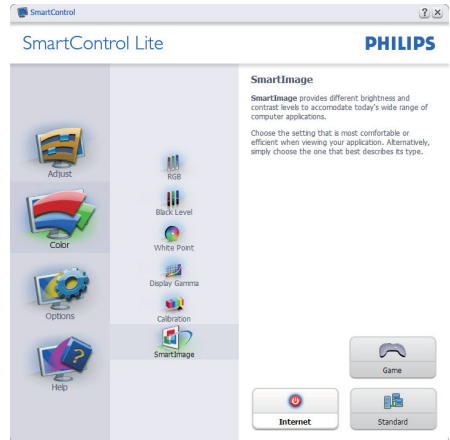 SmartControl
? ×
SmartControl Lite
PHILIPS
Adjust
Color
Options
Help
RGB
Black Level
White Point
Display Gamma
Calibration
SmartImage
SmartImage
SmartImage provides different brightness and
contrast levels to accomodate today's wide range of
computer applications.
Choose the setting that is most comfortable or
efficient when viewing your application. Alternatively,
simply choose the one that best describes its type.
Game
Internet
Standard